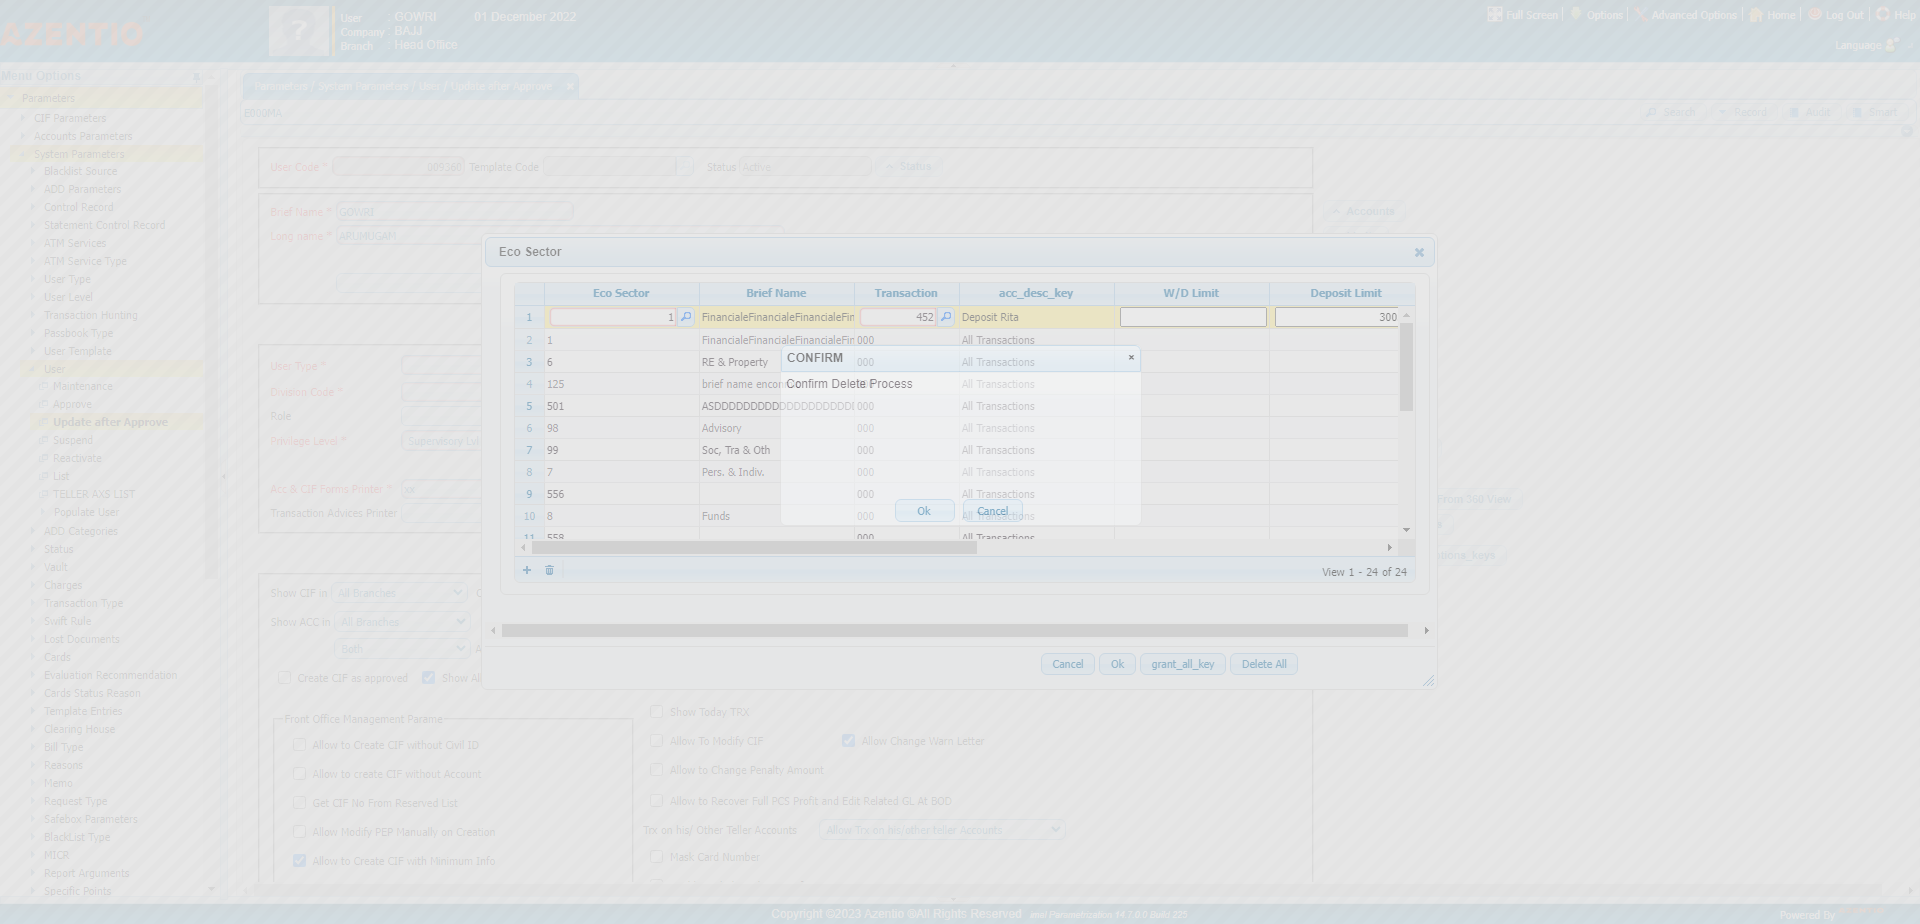 AZENTIO
User : GOWRI 01 December 2022
Company : BAJJ
Branch : Head Office
Full Screen Options Advanced Options Home Log Out Help
Language
Menu Options
Parameters
CIF Parameters
Accounts Parameters
System Parameters
Blacklist Source
ADD Parameters
Control Record
Statement Control Record
ATM Services
ATM Service Type
User Type
User Level
Transaction Hunting
Passbook Type
User Template
User
Maintenance
Approve
Update after Approve
Suspend
Reactivate
List
TELLER AXS LIST
Populate User
ADD Categories
Status
Vault
Charges
Transaction Type
Swift Rule
Lost Documents
Cards
Evaluation Recommendation
Cards Status Reason
Template Entries
Clearing House
Bill Type
Reasons
Memo
Request Type
Safebox Parameters
BlackList Type
MICR
Report Arguments
Specific Points
Parameters / System Parameters / User / Update after Approve
E000MA
Search Record Audit Smart
User Code * 009360 Template Code Status Active Status
Brief Name * GOWRI
Accounts
Long name * ARUMUGAM
User Type *
Division Code *
Role
Privilege Level * Supervisory Lvl
Acc & CIF Forms Printer * xx
Transaction Advices Printer
From 360 View
Show CIF in All Branches
Show ACC in All Branches
Both
Create CIF as approved Show All
Front Office Management Parame
Allow to Create CIF without Civil ID
Allow to create CIF without Account
Get CIF No From Reserved List
Allow Modify PEP Manually on Creation
Allow to Create CIF with Minimum Info
Show Today TRX
Allow To Modify CIF Allow Change Warn Letter
Allow to Change Penalty Amount
Allow to Recover Full PCS Profit and Edit Related GL At BOD
Trx on his/ Other Teller Accounts Allow Trx on his/other teller Accounts
Mask Card Number
Eco Sector
Eco Sector Brief Name Transaction acc_desc_key W/D Limit Deposit Limit
1 1 FinancialeFinancialeFinancialeFin 452 Deposit Rita 300
2 1 FinancialeFinancialeFinancialeFin 000 All Transactions
3 6 RE & Property 000 All Transactions
4 125 brief name encor All Transactions
5 501 ASDDDDDDDDDDDDDDDDDDDDD 000 All Transactions
6 98 Advisory 000 All Transactions
7 99 Soc, Tra & Oth 000 All Transactions
8 7 Pers. & Indiv. 000 All Transactions
9 556 000 All Transactions
10 8 Funds 000 All Transactions
11 558 000 All Transactions
View 1 - 24 of 24
Cancel Ok grant_all_key Delete All
CONFIRM
Confirm Delete Process
Ok Cancel
Copyright ©2023 Azentio @All Rights Reserved imal Parametrization 14.7.0.0 Build 225
Powered By